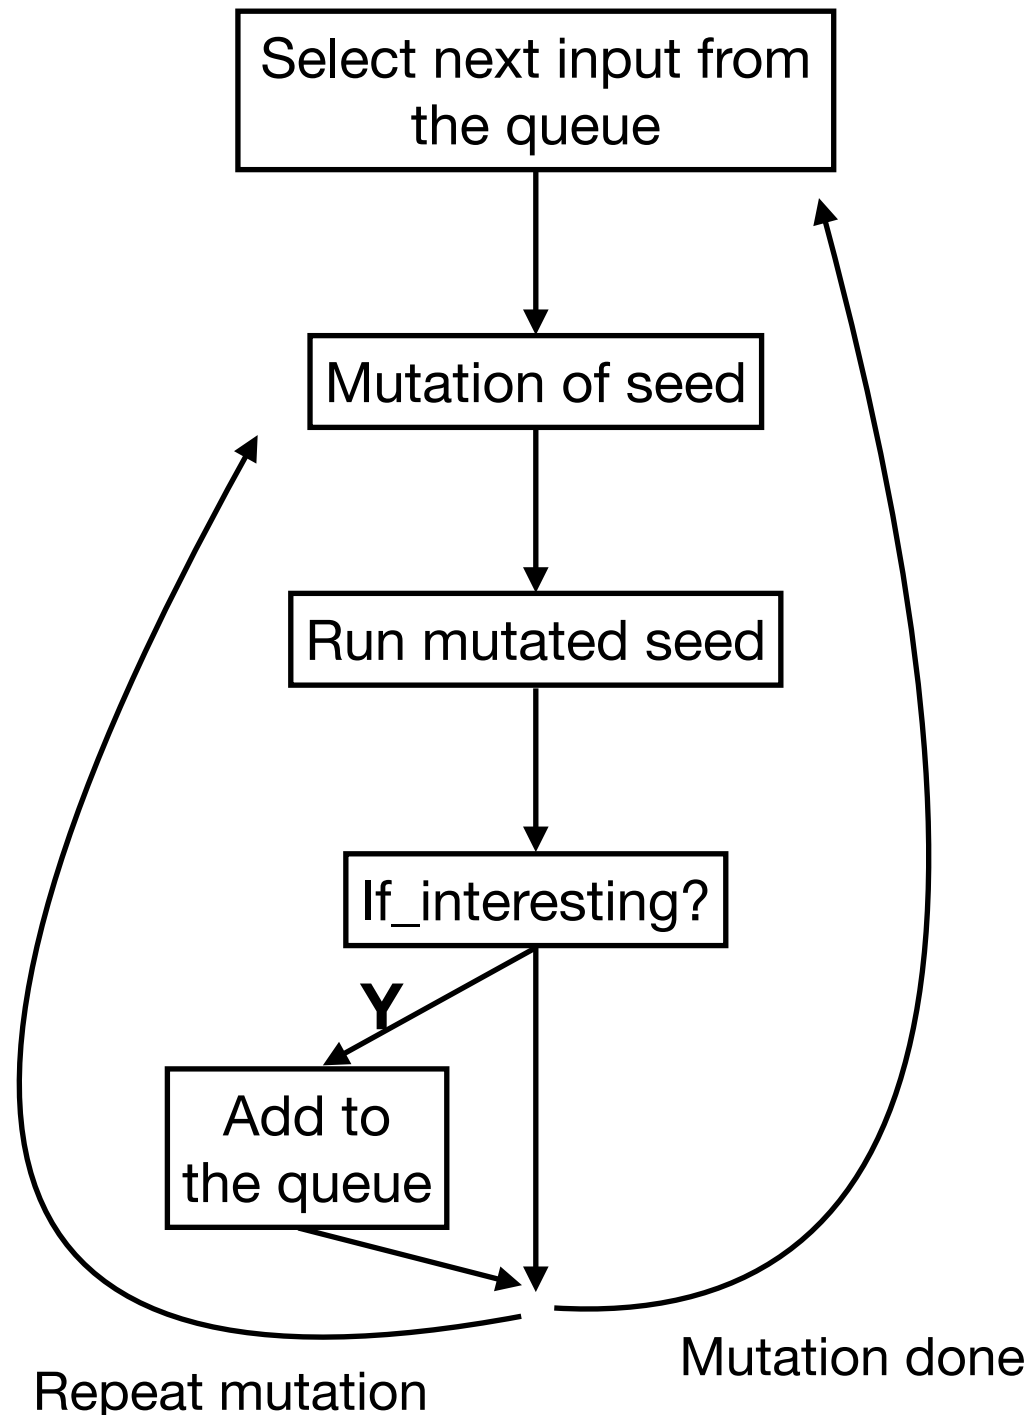 Select next input from
the queue
Mutation of seed
Run mutated seed
If_interesting?
Y
Add to
the queue
Mutation done
Repeat mutation